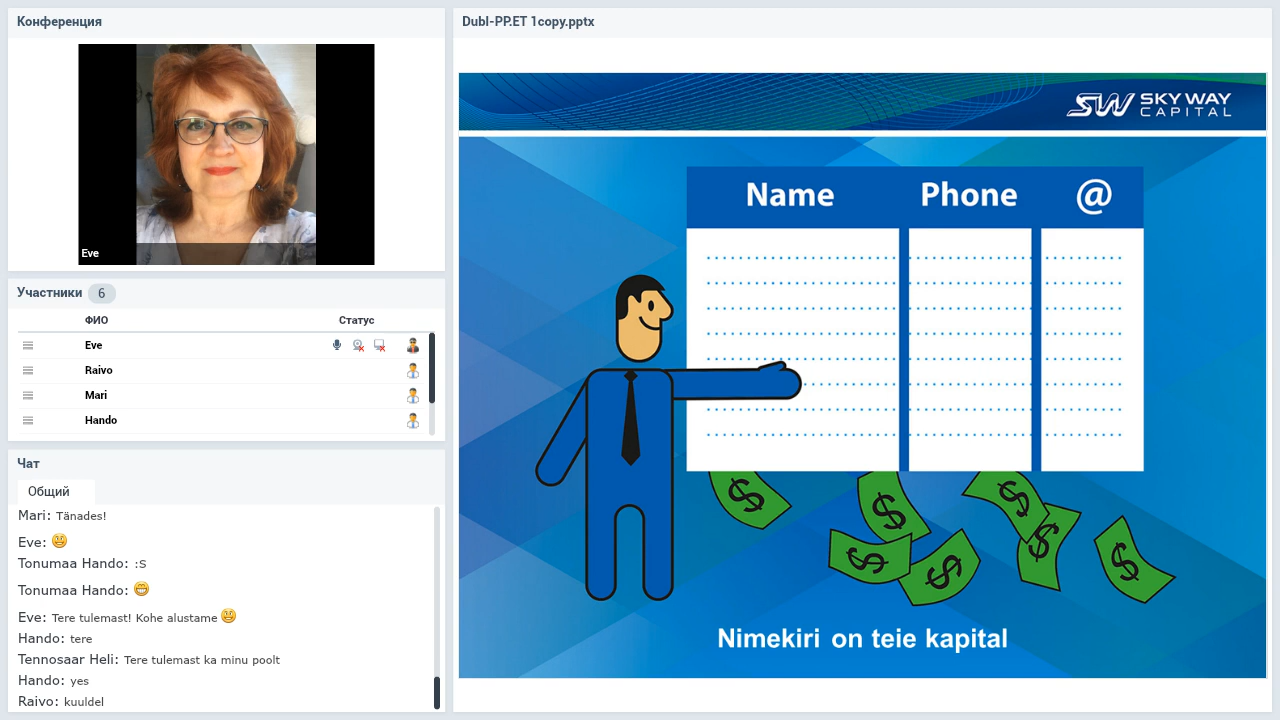 Конференция
Eve
Участники 6
ФИО Статус
Eve
Raivo
Mari
Hando
Чат
Общий
Mari: Tänades!
Eve:
Tonumaa Hando: :S
Tonumaa Hando:
Eve: Tere tulemast! Kohe alustame
Hando: tere
Tennosaar Heli: Tere tulemast ka minu poolt
Hando: yes
Raivo: kuuldel
Dubl-PP.ET 1copy.pptx
SW SKY WAY
CAPITAL
Name Phone @
$ $ $ $ $ $ $
Nimekiri on teie kapital